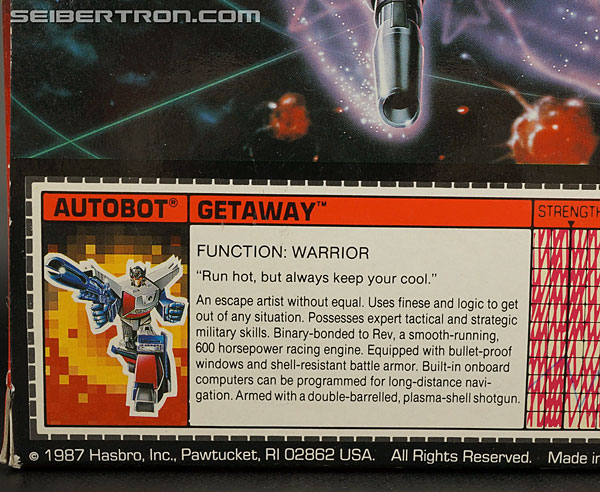 SEIBERTRON.COM
AUTOBOT®
GETAWAY™
STRENGTH
FUNCTION: WARRIOR
“Run hot, but always keep your cool.”
An escape artist without equal. Uses finese and logic to get
out of any situation. Possesses expert tactical and strategic
military skills. Binary-bonded to Rev, a smooth-running,
600 horsepower racing engine. Equipped with bullet-proof
windows and shell-resistant battle armor. Built-in onboard
computers can be programmed for long-distance navi-
gation. Armed with a double-barrelled, plasma-shell shotgun.
© 1987 Hasbro, Inc., Pawtucket, RI 02862 USA. All Rights Reserved. Made in